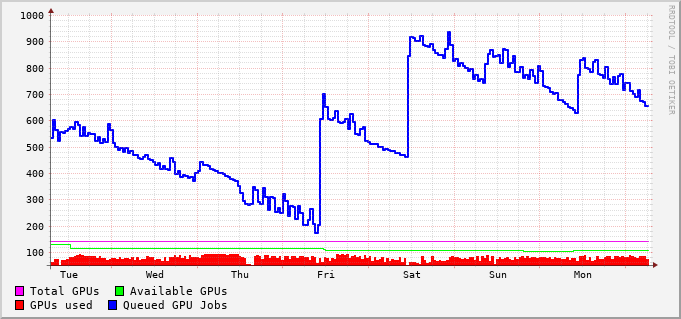 1000
900
800
700
600
500
400
300
200
100
Tue Wed Thu Fri Sat Sun Mon
Total GPUs Available GPUs
GPUs used Queued GPU Jobs
RRDTOOL / TOBI OETIKER